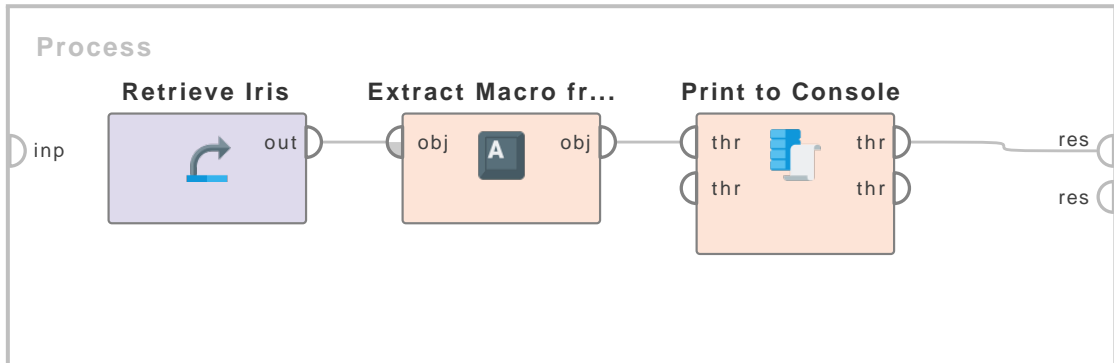 Process
Retrieve Iris
Extract Macro fr...
Print to Console
inp
out
obj
obj
thr
thr
res
thr
thr
res
A